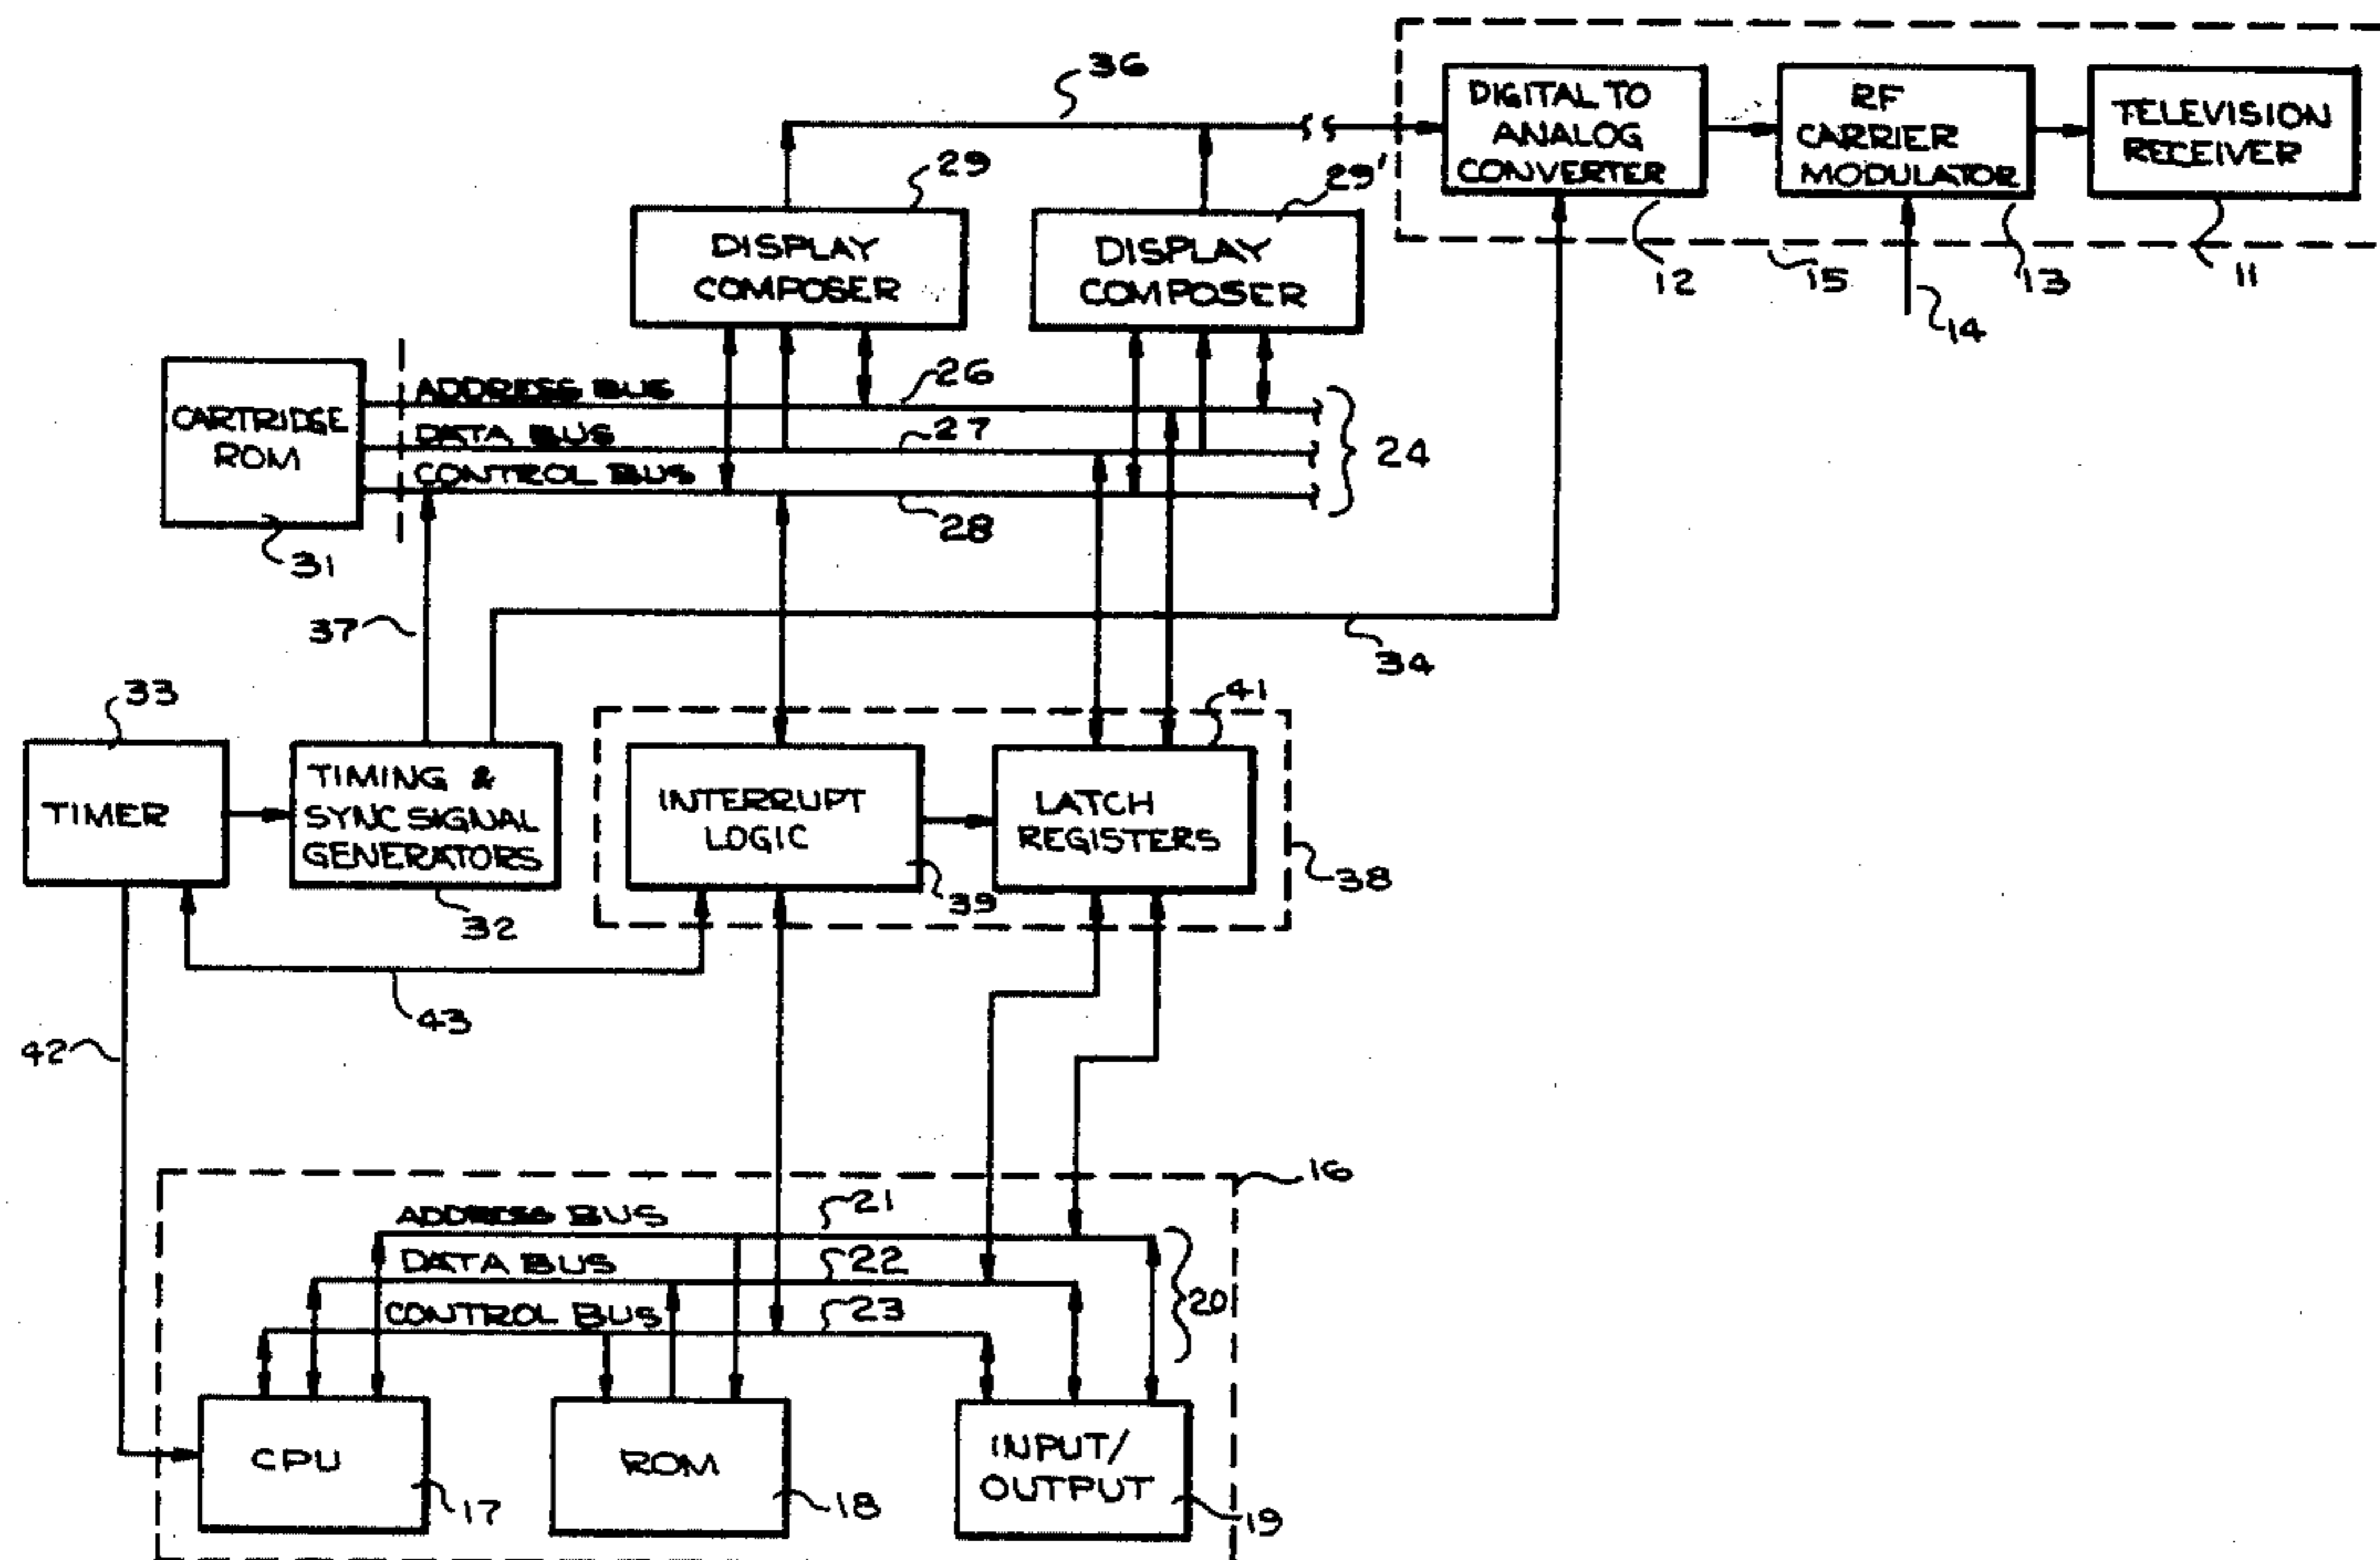 36
DIGITAL TO
ANALOG
CONVERTER
RF
CARRIER
MODULATOR
TELEVISION
RECEIVER
29
29'
DISPLAY
COMPOSER
DISPLAY
COMPOSER
12
15
13
11
14
CARTRIDGE
ROM
31
ADDRESS BUS
26
DATA BUS
27
CONTROL BUS
28
24
37
34
33
TIMER
TIMING &
SYNC SIGNAL
GENERATORS
32
INTERRUPT
LOGIC
39
41
LATCH
REGISTERS
38
43
42
16
ADDRESS BUS
21
DATA BUS
22
CONTROL BUS
23
20
CPU
17
ROM
18
INPUT/
OUTPUT
19